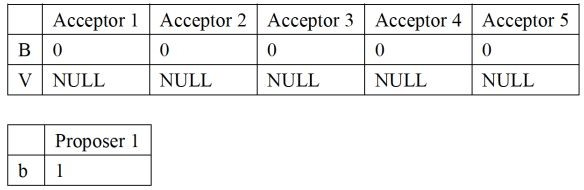 Acceptor 1 Acceptor 2 Acceptor 3 Acceptor 4 Acceptor 5
B 0 0 0 0 0
V NULL NULL NULL NULL NULL
Proposer 1
b 1